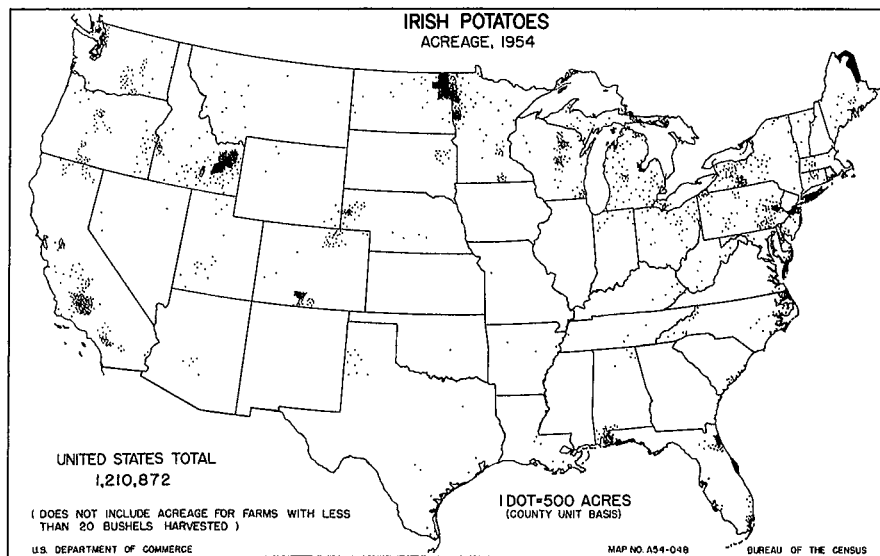 IRISH POTATOES
ACREAGE, 1954
UNITED STATES TOTAL
1,210,872
( DOES NOT INCLUDE ACREAGE FOR FARMS WITH LESS
THAN 20 BUSHELS HARVESTED )
1 DOT=500 ACRES
(COUNTY UNIT BASIS)
U.S. DEPARTMENT OF COMMERCE
MAP NO. A54-048
BUREAU OF THE CENSUS